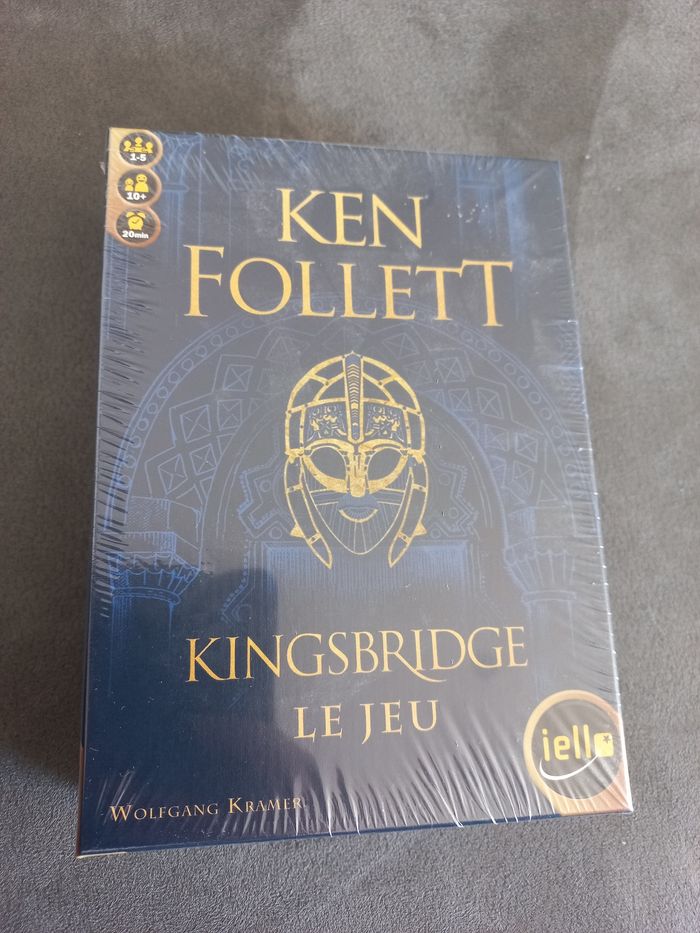 1-5
10+
20min
KEN
FOLLETT
KINGSBRIDGE
LE JEU
iello
WOLFGANG KRAMER